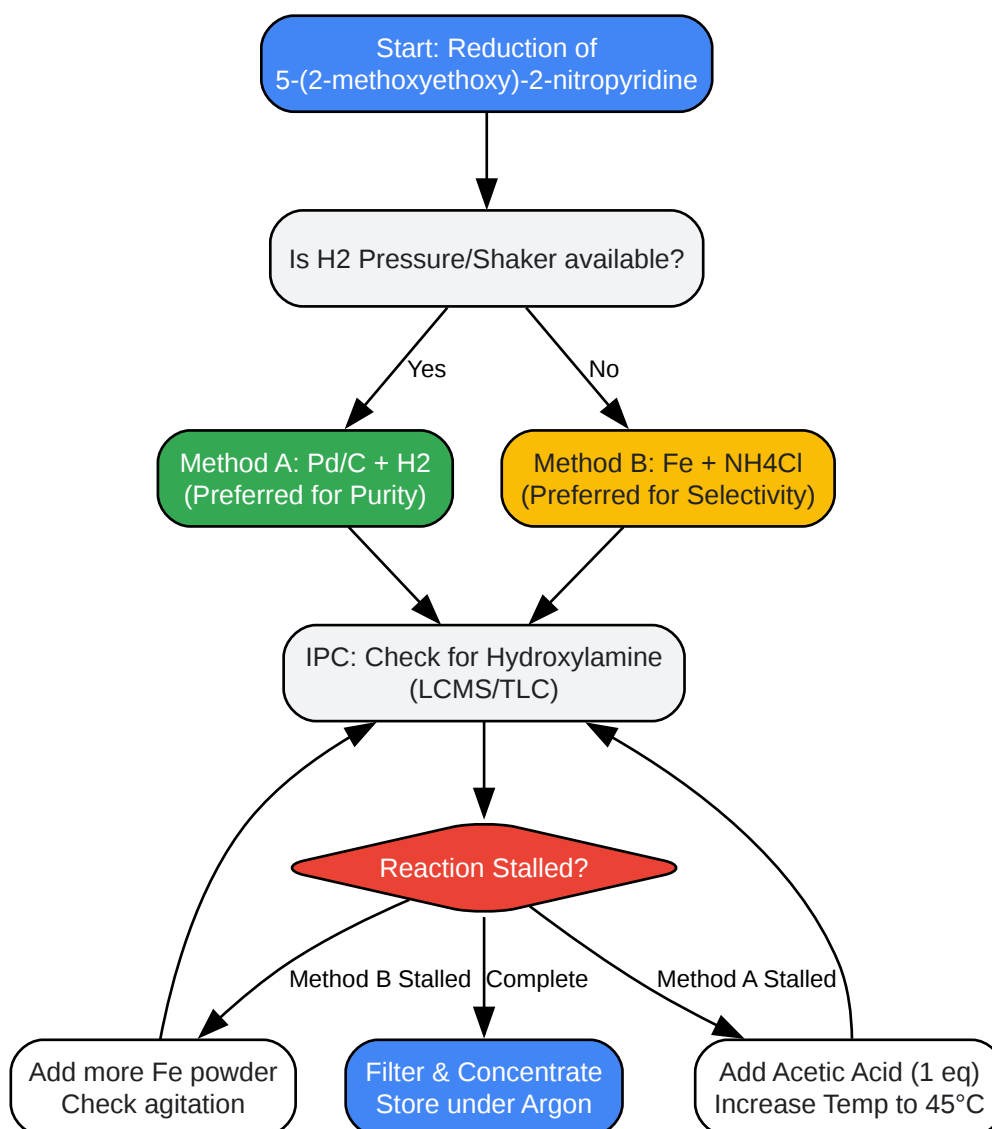 Start: Reduction of
5-(2-methoxyethoxy)-2-nitropyridine
Is H2 Pressure/Shaker available?
Yes
No
Method A: Pd/C + H2
(Preferred for Purity)
Method B: Fe + NH4Cl
(Preferred for Selectivity)
IPC: Check for Hydroxylamine
(LCMS/TLC)
Reaction Stalled?
Method B Stalled
Complete
Method A Stalled
Add more Fe powder
Check agitation
Filter & Concentrate
Store under Argon
Add Acetic Acid (1 eq)
Increase Temp to 45°C